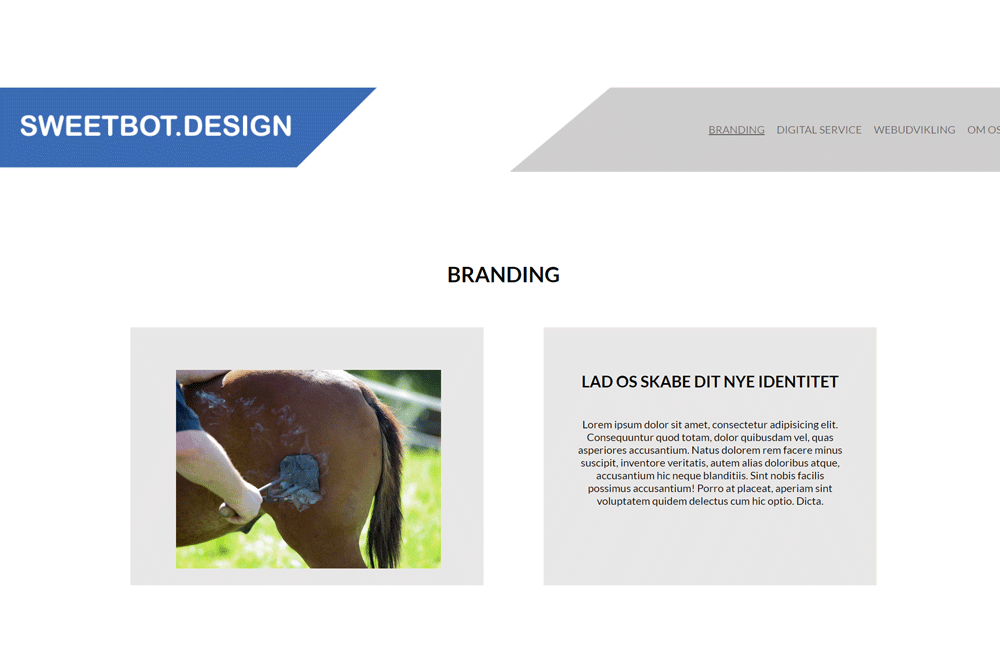 SWEETBOT.DESIGN
BRANDING DIGITAL SERVICE WEBUDVIKLING OM OS
BRANDING
LAD OS SKABE DIT NYE IDENTITET
Lorem ipsum dolor sit amet, consectetur adipisicing elit.
Consequuntur quod totam, dolor quibusdam vel, quas
asperiores accusantium. Natus dolorem rem facere minus
suscipit, inventore veritatis, autem alias doloribus atque,
accusantium hic neque blanditiis. Sint nobis facilis
possimus accusantium! Porro at placeat, aperiam sint
voluptatem quidem delectus cum hic optio. Dicta.